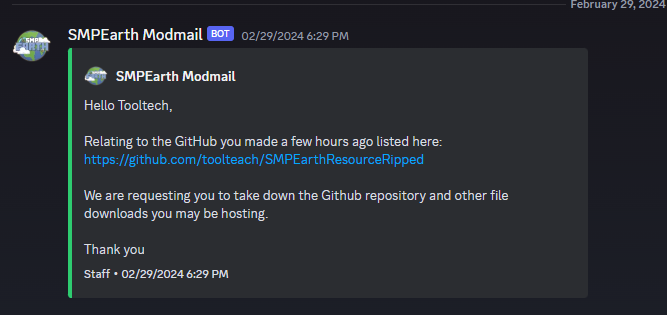 February 29, 2024
SMPEarth Modmail BOT 02/29/2024 6:29 PM
SMPEarth Modmail
Hello Tooltech,
Relating to the GitHub you made a few hours ago listed here:
https://github.com/toolteach/SMPEarthResourceRipped
We are requesting you to take down the Github repository and other file
downloads you may be hosting.
Thank you
Staff • 02/29/2024 6:29 PM